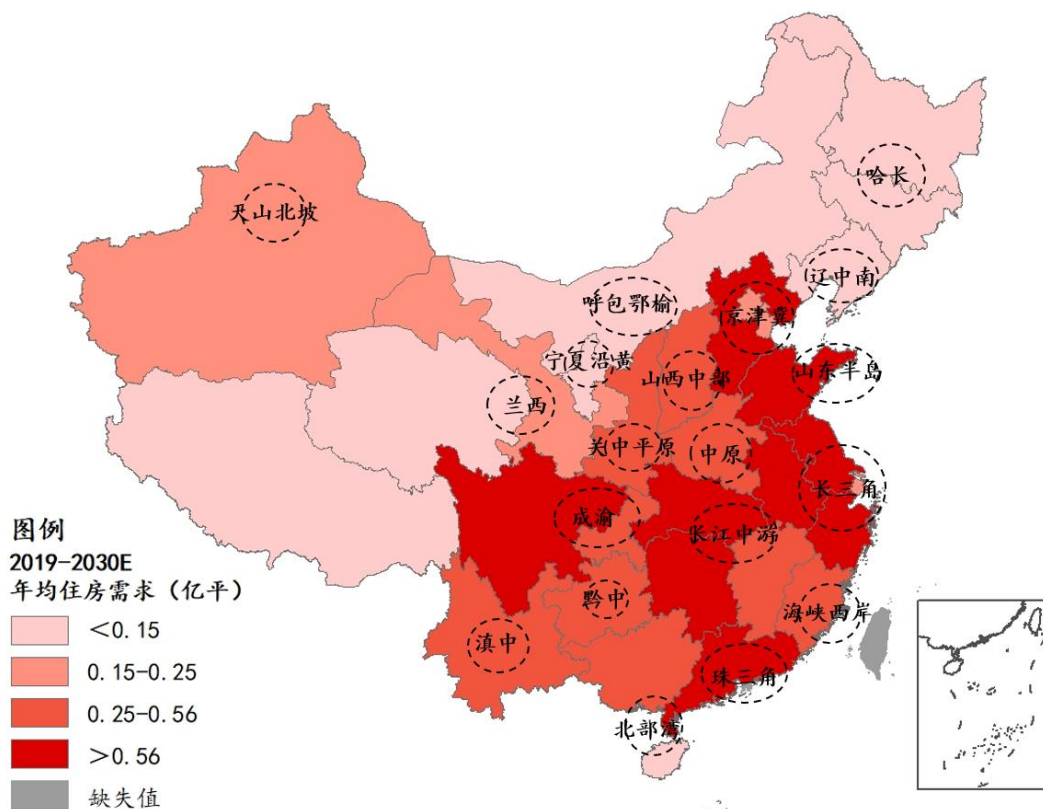 哈长
天山北坡
辽中南
呼包鄂榆
京津冀
宁夏沿黄
山西中部
山东半岛
兰西
关中平原
中原
长三角
成渝
长江中游
黔中
海峡西岸
滇中
珠三角
北部湾
图例
2019-2030E
年均住房需求（亿平）
＜0.15
0.15-0.25
0.25-0.56
＞0.56
缺失值